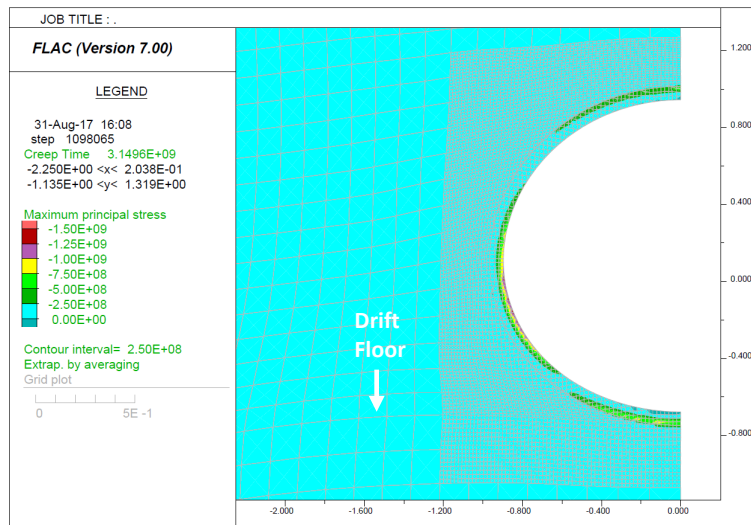 JOB TITLE : .
FLAC (Version 7.00)
LEGEND
31-Aug-17 16:08
step 1098065
Creep Time 3.1496E+09
-2.250E+00 <x< 2.038E-01
-1.135E+00 <y< 1.319E+00
Maximum principal stress
-1.50E+09
-1.25E+09
-1.00E+09
-7.50E+08
-5.00E+08
-2.50E+08
0.00E+00
Contour interval= 2.50E+08
Extrap. by averaging
Grid plot
0 5E -1
Drift
Floor
1.200
0.800
0.400
0.000
-0.400
-0.800
-2.000 -1.600 -1.200 -0.800 -0.400 0.000